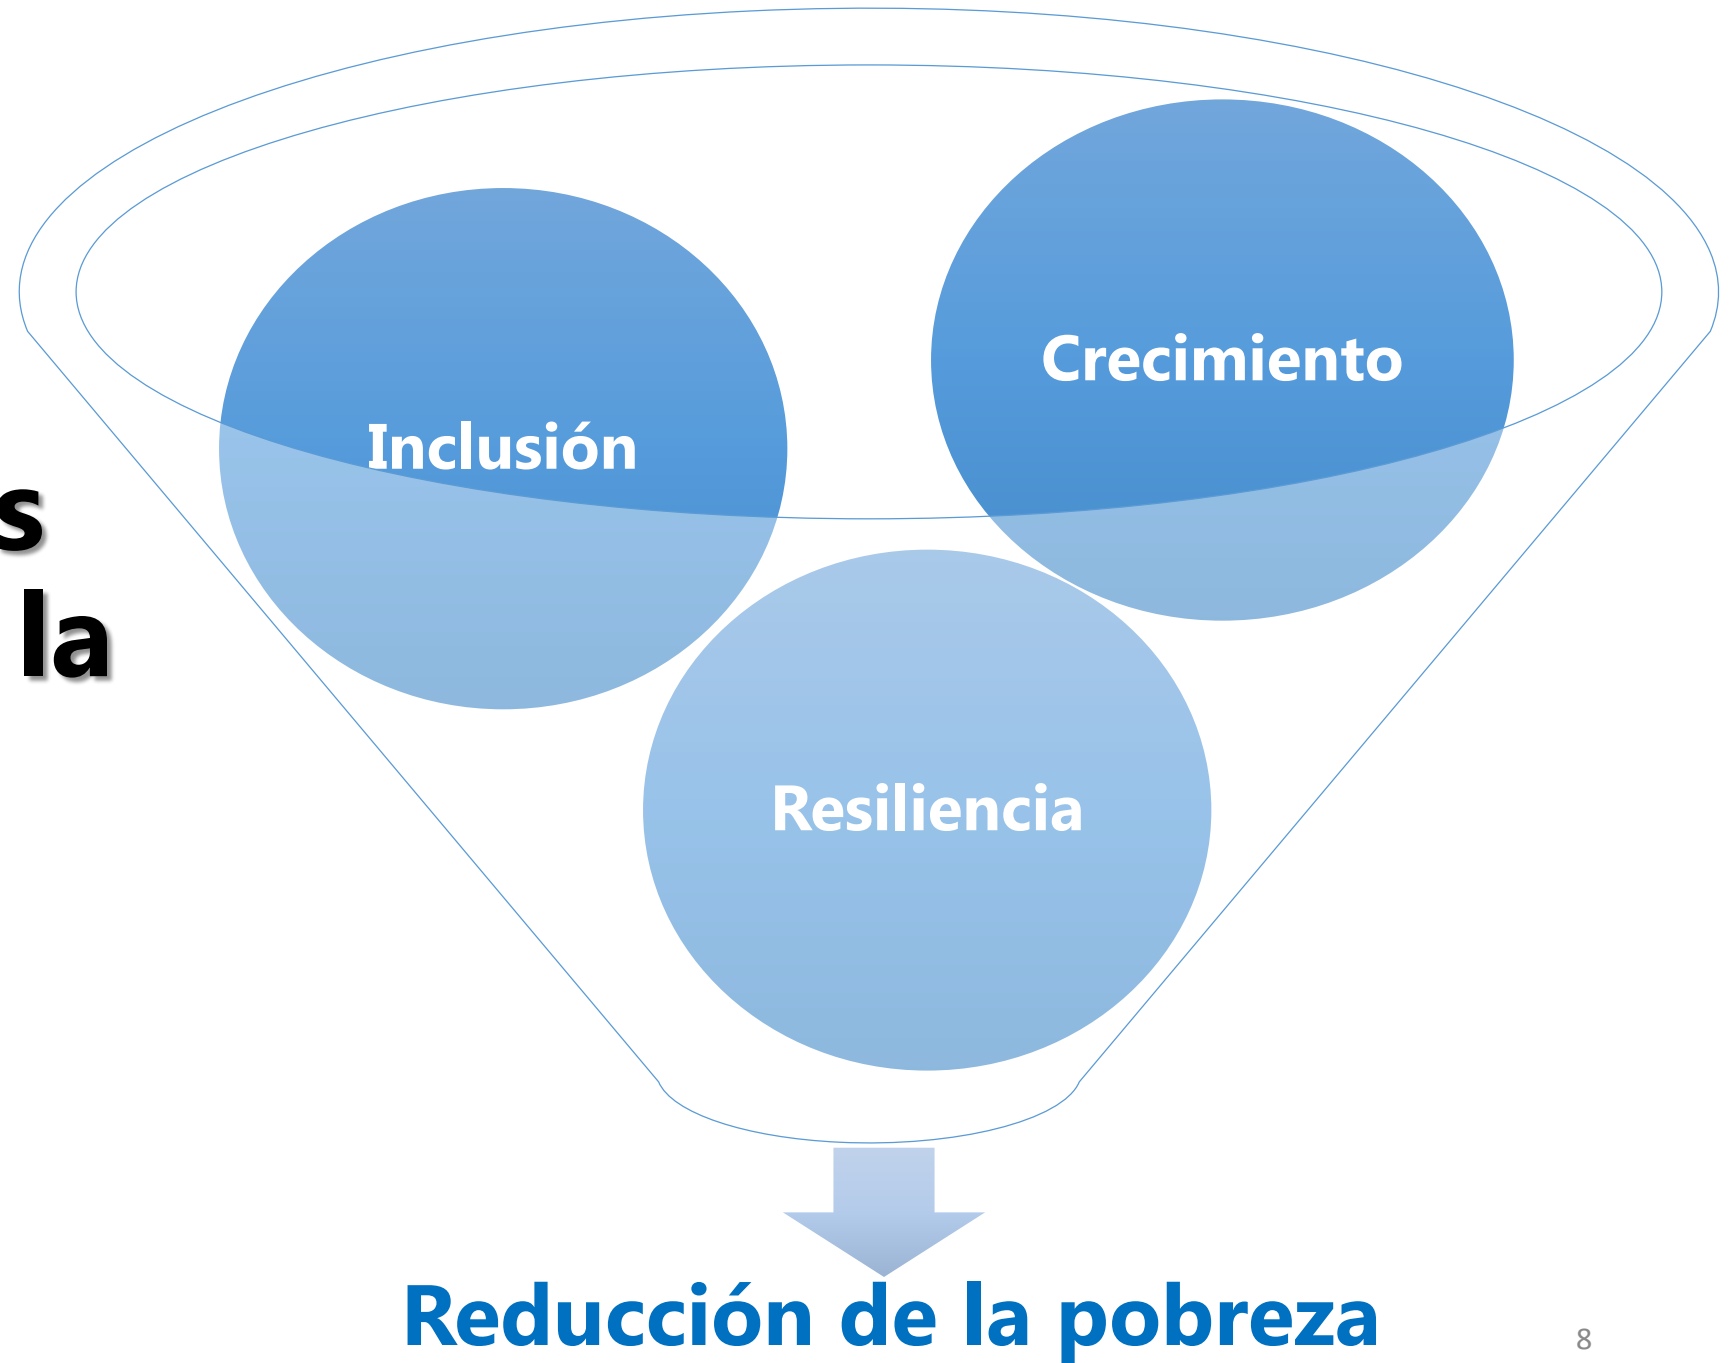 Crecimiento
Inclusión
la
Resiliencia
Reducción de la pobreza
8